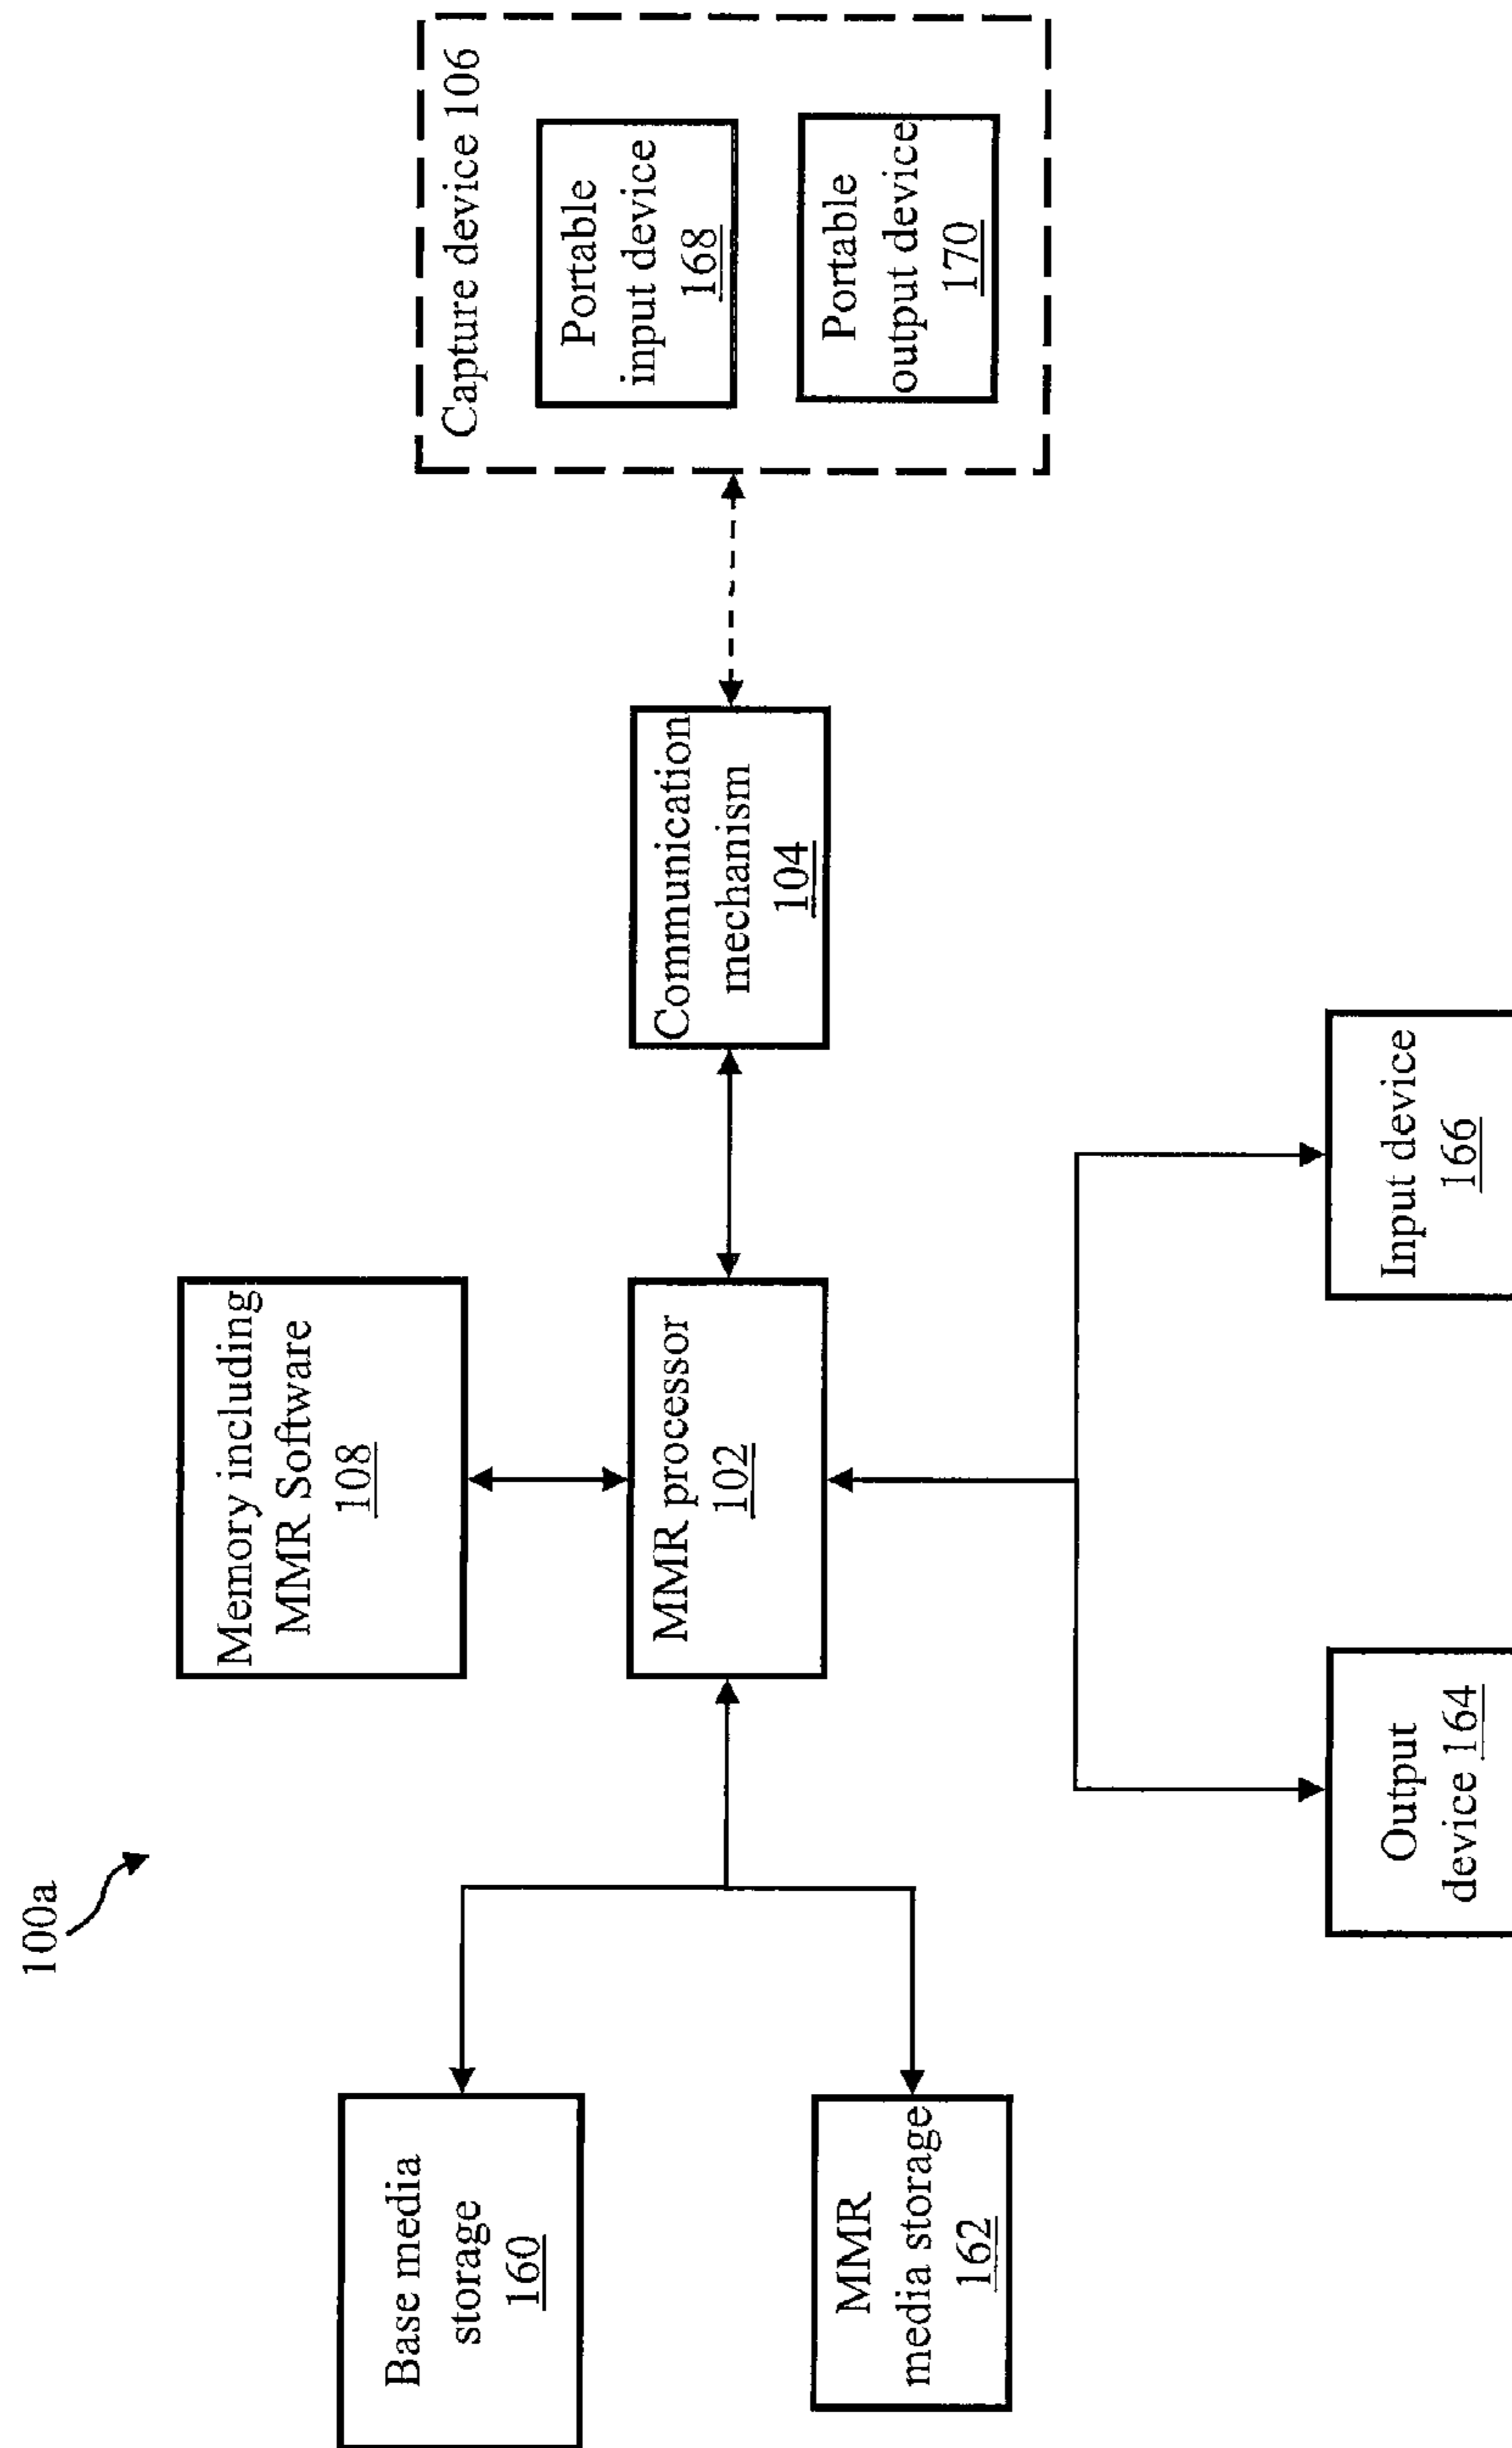 100a
Memory including
MMR Software
108
Capture device 106
Portable
input device
168
Portable
output device
170
Base media
storage
160
MMR processor
102
Communication
mechanism
104
MMR
media storage
162
Output
device 164
Input device
166